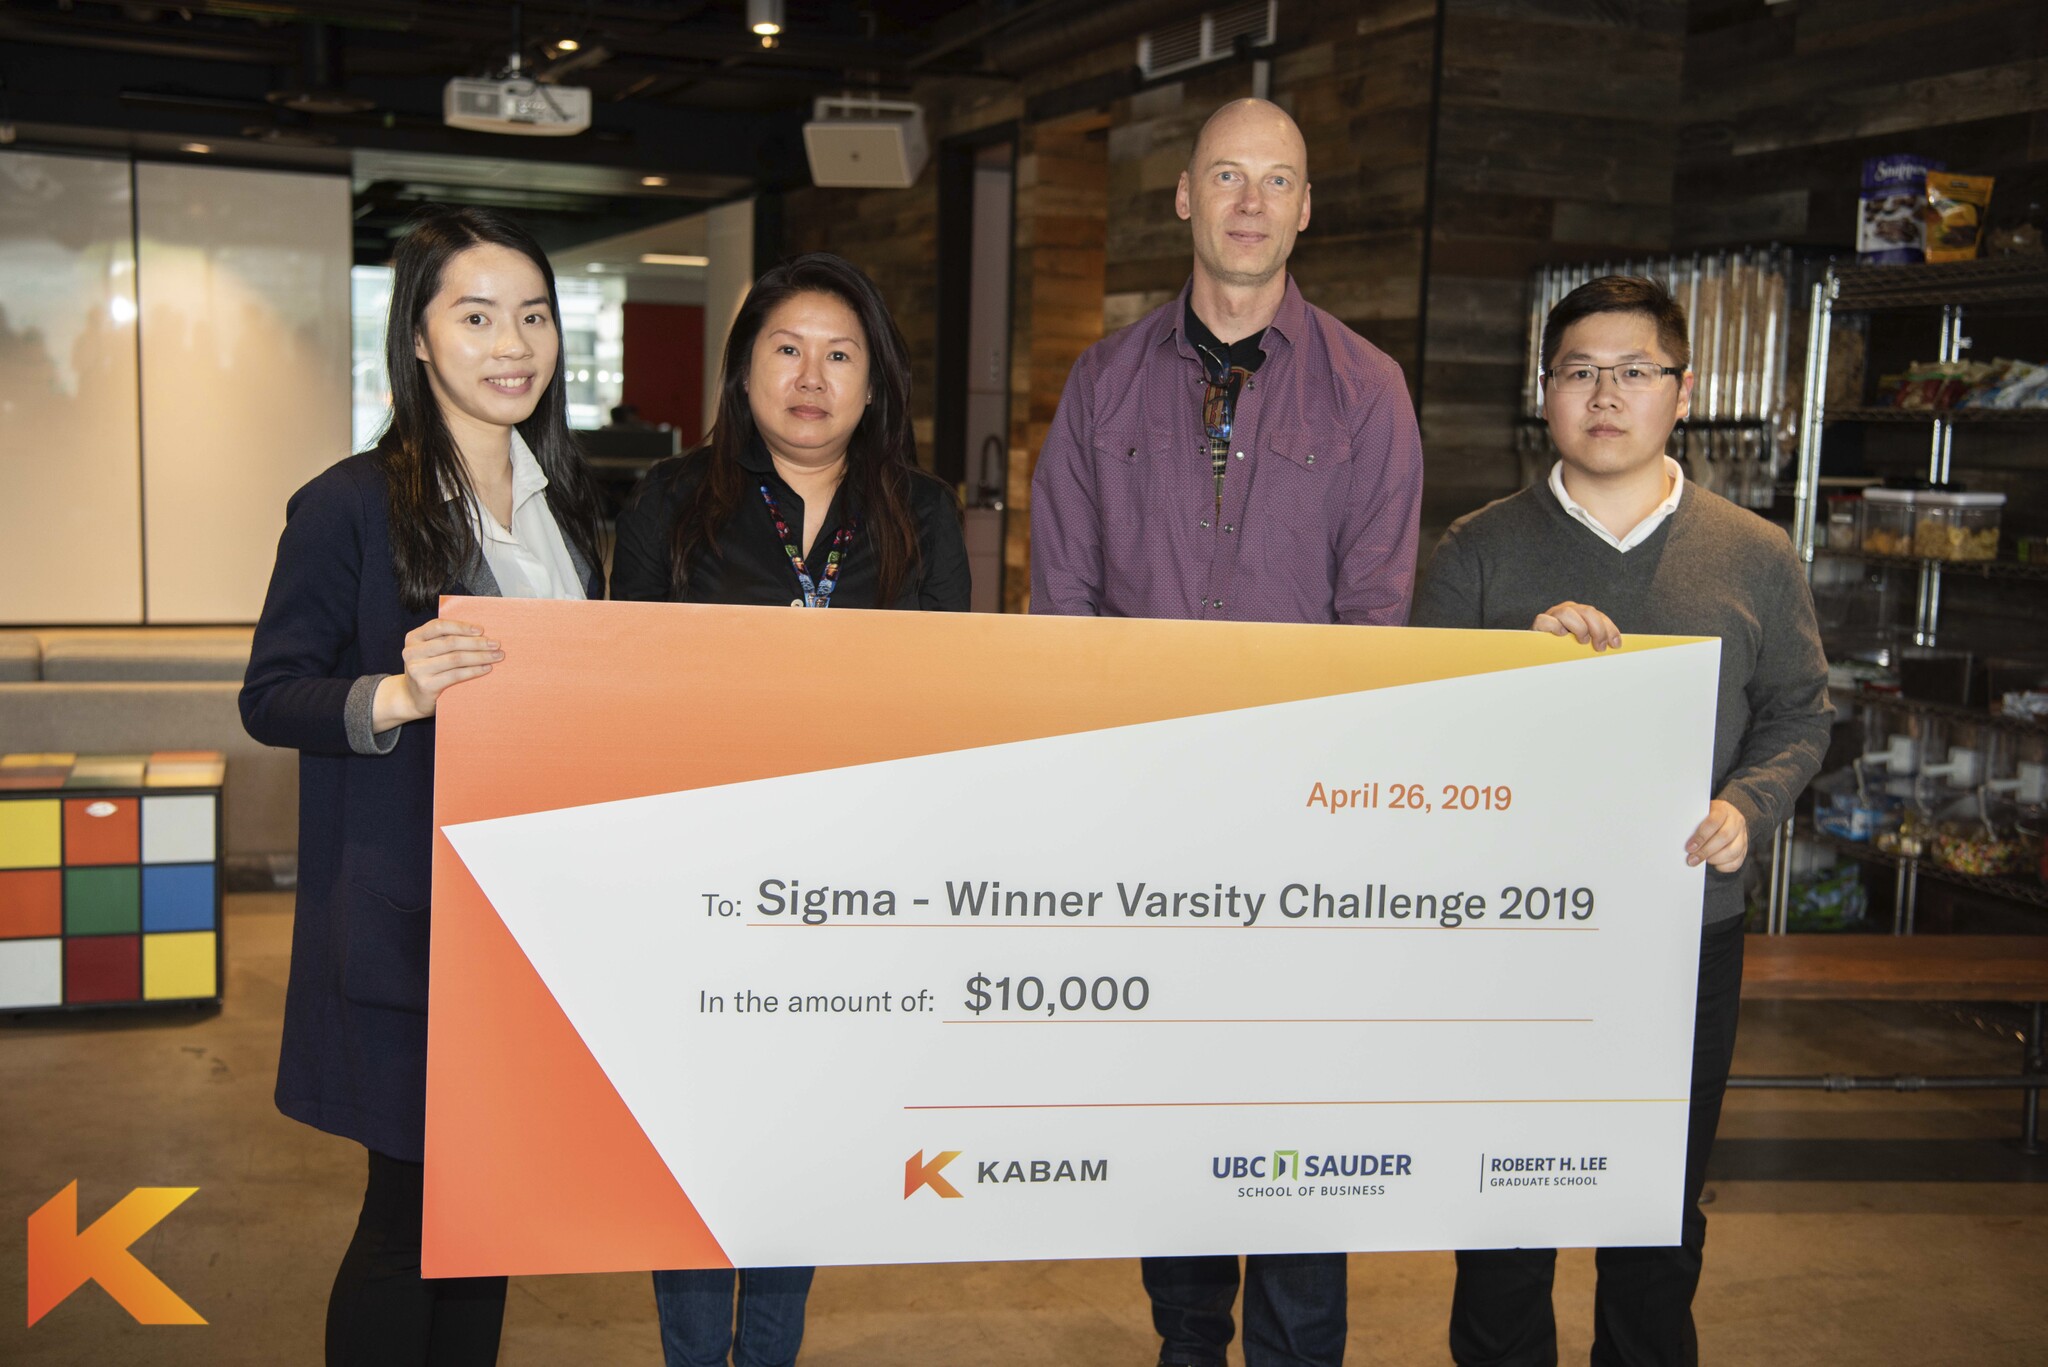 April 26, 2019
To: Sigma - Winner Varsity Challenge 2019
In the amount of: $10,000
KABAM
UBC SAUDER
SCHOOL OF BUSINESS
ROBERT H. LEE
GRADUATE SCHOOL